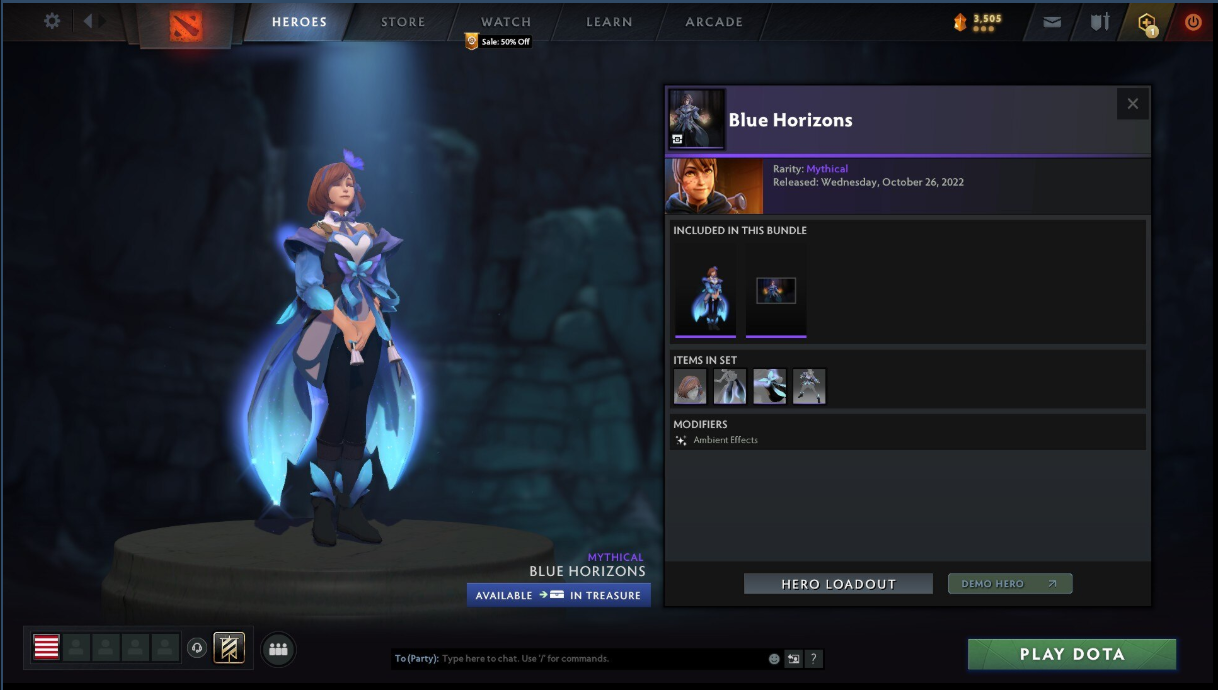 HEROES
STORE
WATCH
LEARN
ARCADE
3,505
1
Sale: 50% Off
Blue Horizons
Rarity: Mythical
Released: Wednesday, October 26, 2022
INCLUDED IN THIS BUNDLE
ITEMS IN SET
MODIFIERS
Ambient Effects
MYTHICAL
BLUE HORIZONS
AVAILABLE IN TREASURE
HERO LOADOUT
DEMO HERO
To (Party): Type here to chat. Use '/' for commands.
?
PLAY DOTA